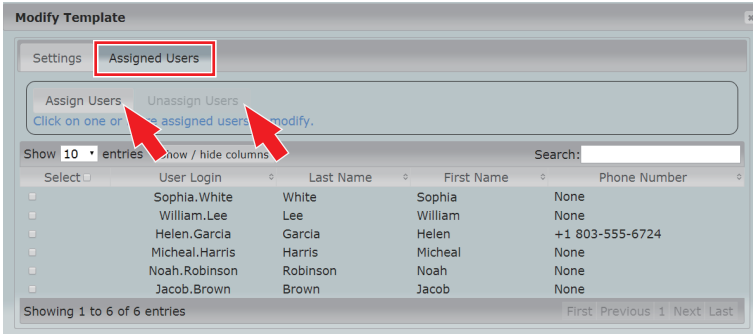 Modify Template
Settings Assigned Users
Assign Users Unassign Users
Click on one or assigned users modify.
Show 10 entries Show / hide columns Search:
Select User Login Last Name First Name Phone Number
Sophia.White White Sophia None
William.Lee Lee William None
Helen.Garcia Garcia Helen +1 803-555-6724
Micheal.Harris Harris Micheal None
Noah.Robinson Robinson Noah None
Jacob.Brown Brown Jacob None
Showing 1 to 6 of 6 entries First Previous 1 Next Last